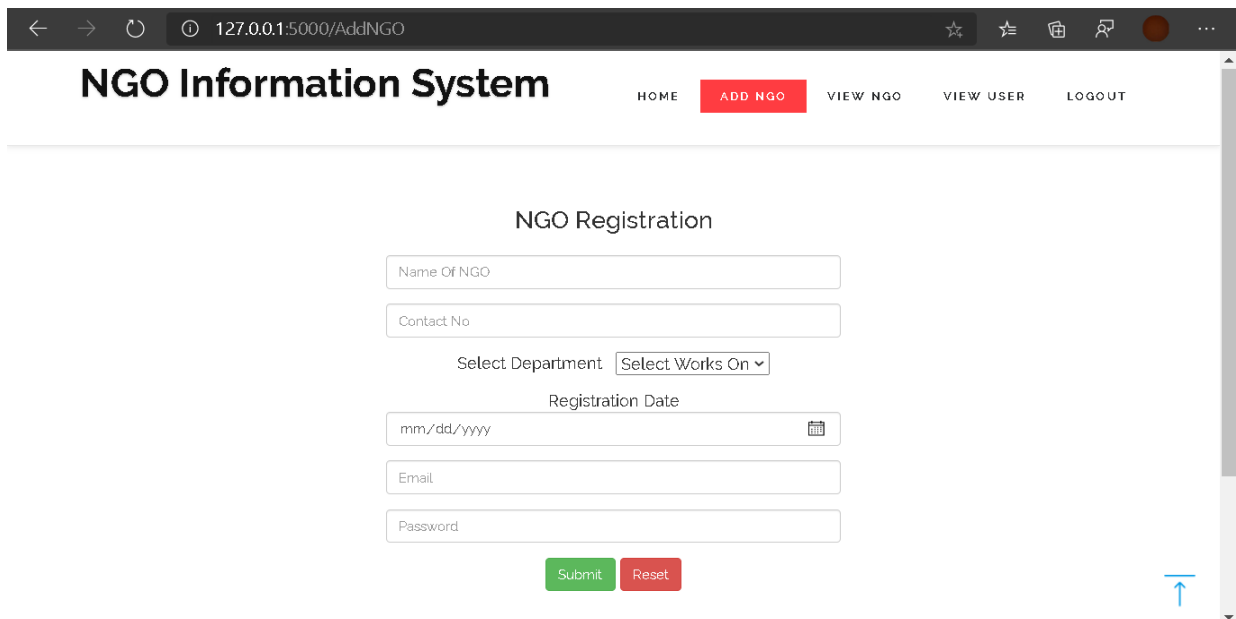 127.0.0.1:5000/AddNGO
NGO Information System
HOME ADD NGO VIEW NGO VIEW USER LOGOUT
NGO Registration
Name Of NGO
Contact No
Select Department Select Works On
Registration Date
mm/dd/yyyy
Email
Password
Submit Reset